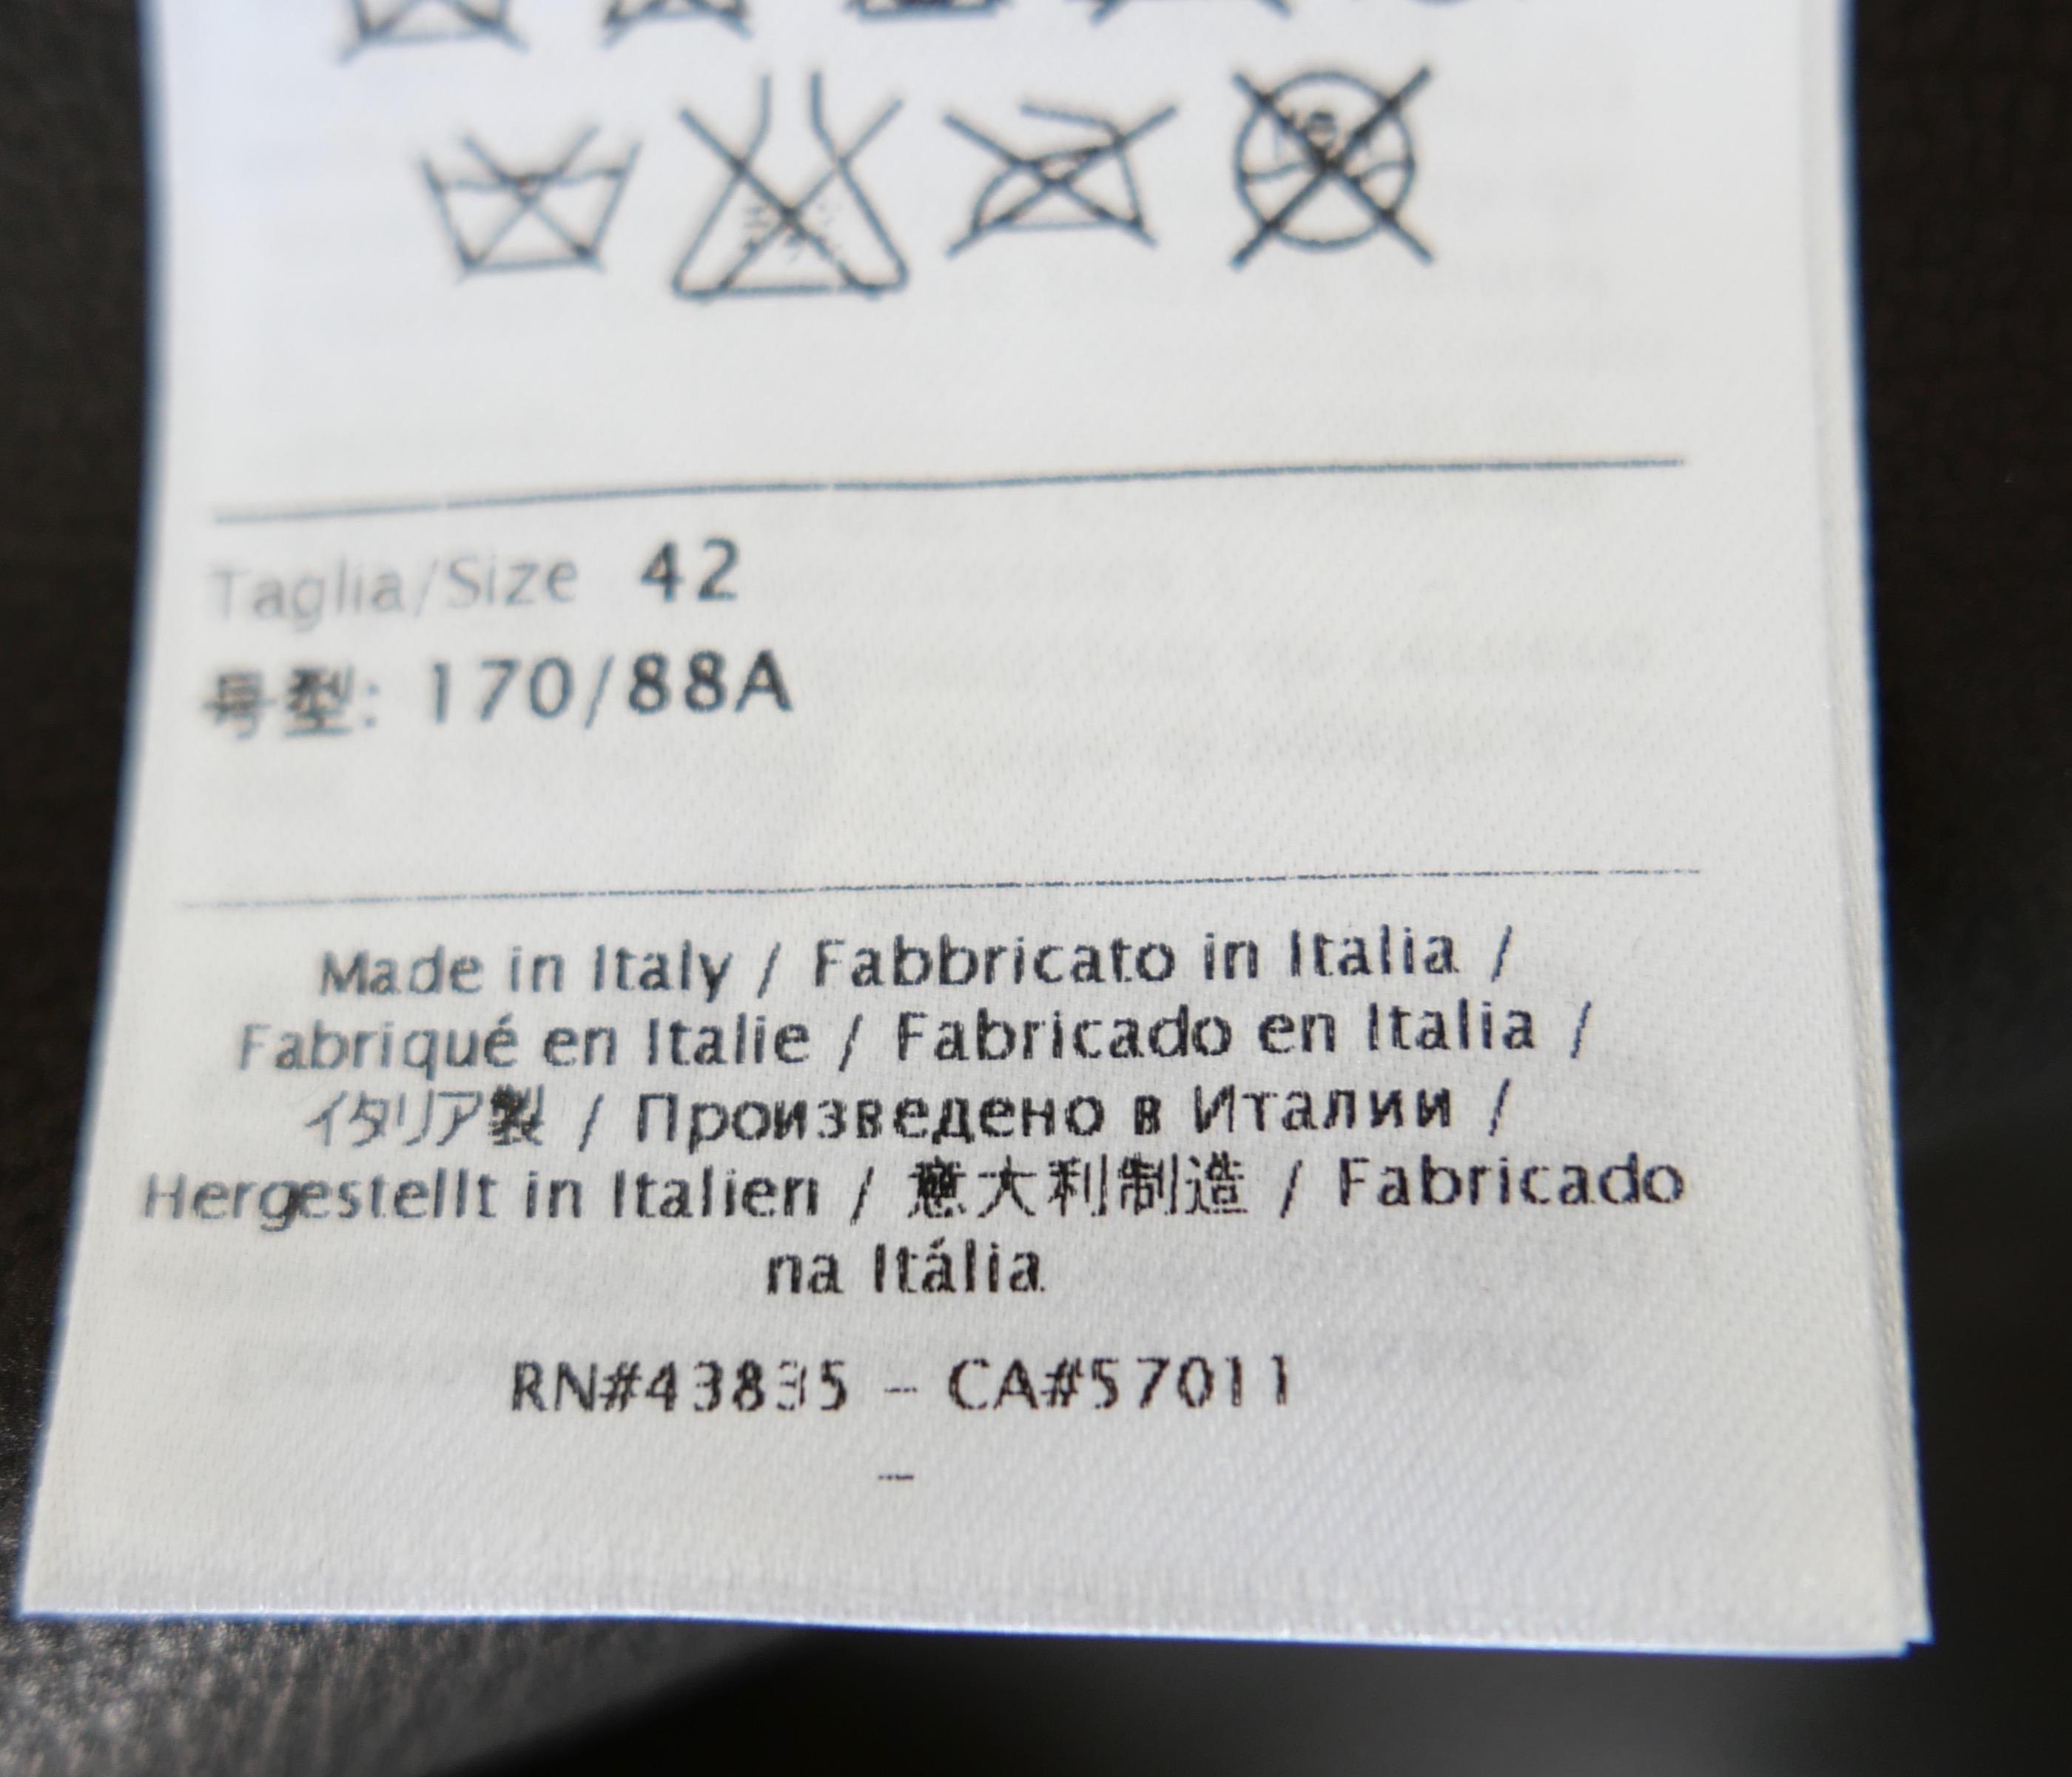 Taglia/Size 42
号型: 170/88A
Made in Italy / Fabbricato in Italia /
Fabriqué en Italie / Fabricado en Italia /
イタリア製 / Произведено в Италии /
Hergestellt in Italien / 意大利制造 / Fabricado
na Itália
RN#43835 – CA#57011
–